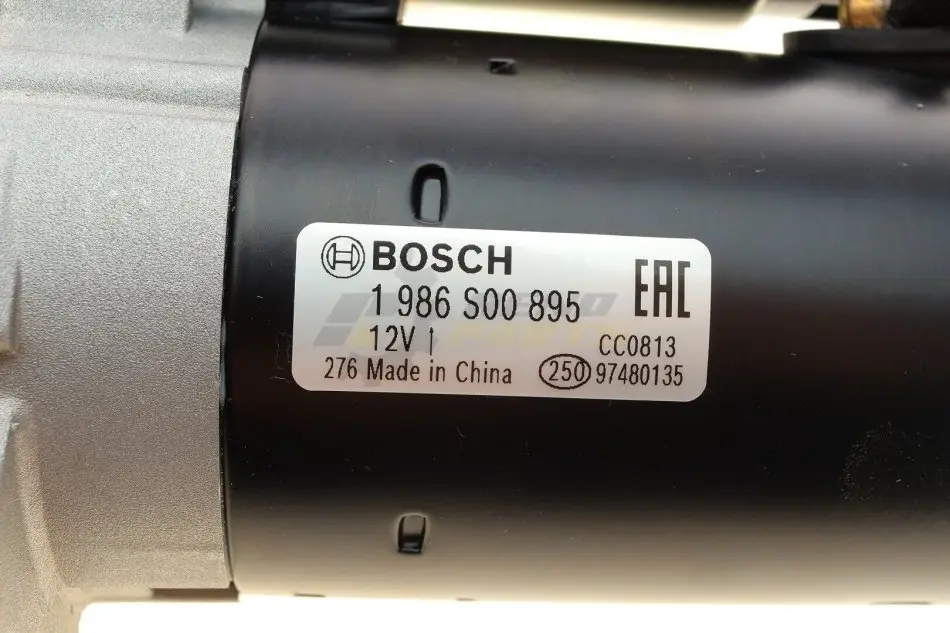 BOSCH
EAC
1 986 S00 895
12V ↑
CC0813
276 Made in China
250 97480135